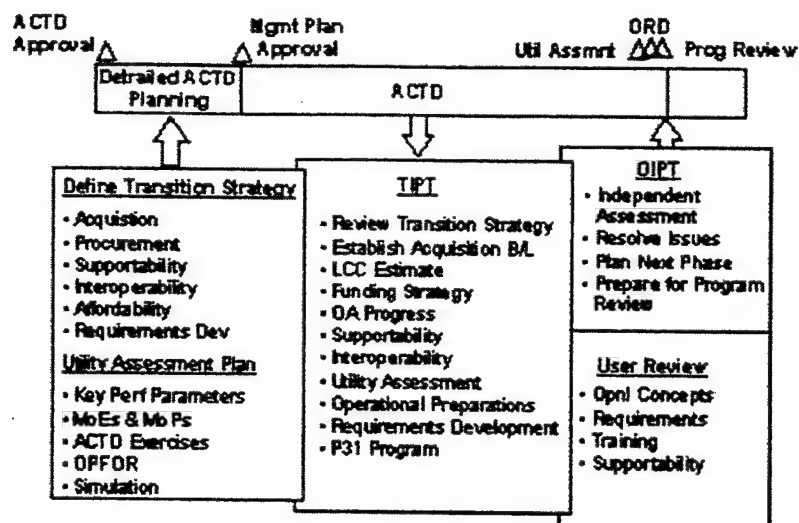 ACTD
Approval
Mgmt Plan
Approval
ORD
Util Assmnt
Prog Review
Detrailed ACTD
Planning
ACTD
Define Transition Strategy
• Acquistion
• Procurement
• Supportability
• Interoperability
• Affordability
• Requirements Dev
Utility Assessment Plan
• Key Perf Parameters
• MoEs & MoPs
• ACTD Exercises
• OPFOR
• Simulation
TIPT
• Review Transition Strategy
• Establish Acquisition B/L
• LCC Estimate
• Funding Strategy
• OA Progress
• Supportability
• Interoperability
• Utility Assessment
• Operational Preparations
• Requirements Development
• P31 Program
OIPT
• Independent
Assessment
• Resolve Issues
• Plan Next Phase
• Prepare for Program
Review
User Review
• Opnl Concepts
• Requirements
• Training
• Supportability